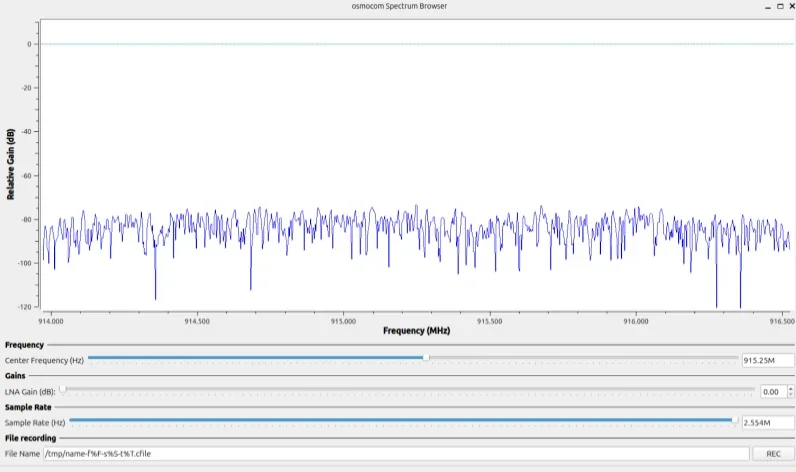 osmocom Spectrum Browser
0
-20
-40
-60
-80
-100
-120
Relative Gain (dB)
914.000 914.500 915.000 915.500 916.000 916.500
Frequency (MHz)
Frequency
Center Frequency (Hz) 915.25M
Gains
LNA Gain (dB): 0.00
Sample Rate
Sample Rate (Hz) 2.554M
File recording
File Name /tmp/name-f%F-s%S-t%T.cfile REC